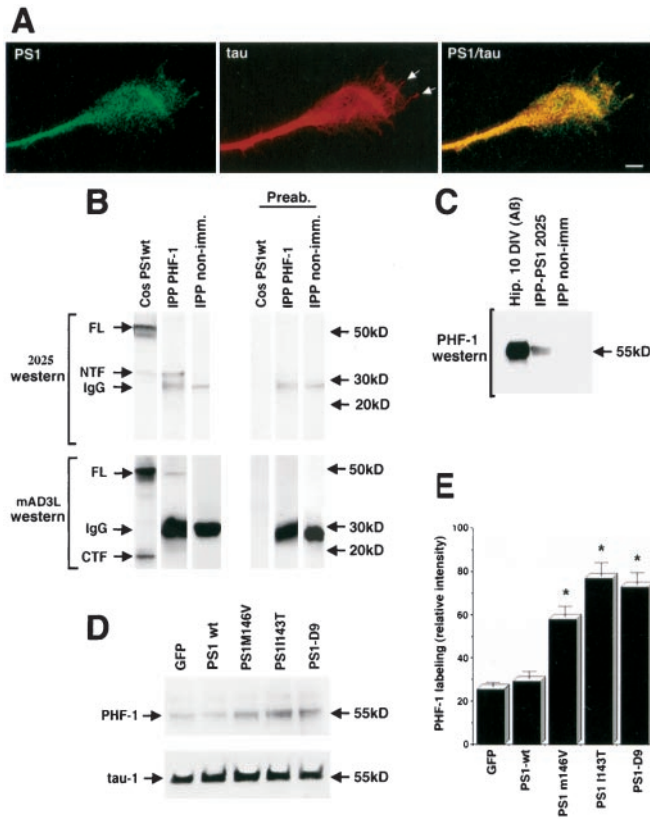 A
PS1
tau
PS1/tau
B
Preab.
Cos PS1wt
IPP PHF-1
IPP non-imm.
Cos PS1wt
IPP PHF-1
IPP non-imm.
2025
western
FL
NTF
IgG
50kD
30kD
20kD
mAD3L
western
FL
IgG
CTF
50kD
30kD
20kD
C
Hip. 10 DIV (Aß)
IPP-PS1 2025
IPP non-imm
PHF-1
western
55kD
D
GFP
PS1 wt
PS1M146V
PS1I143T
PS1-D9
PHF-1
55kD
tau-1
55kD
E
PHF-1 labeling (relative intensity)
100
80
60
40
20
0
*
*
*
GFP
PS1-wt
PS1 m146V
PS1 I143T
PS1-D9